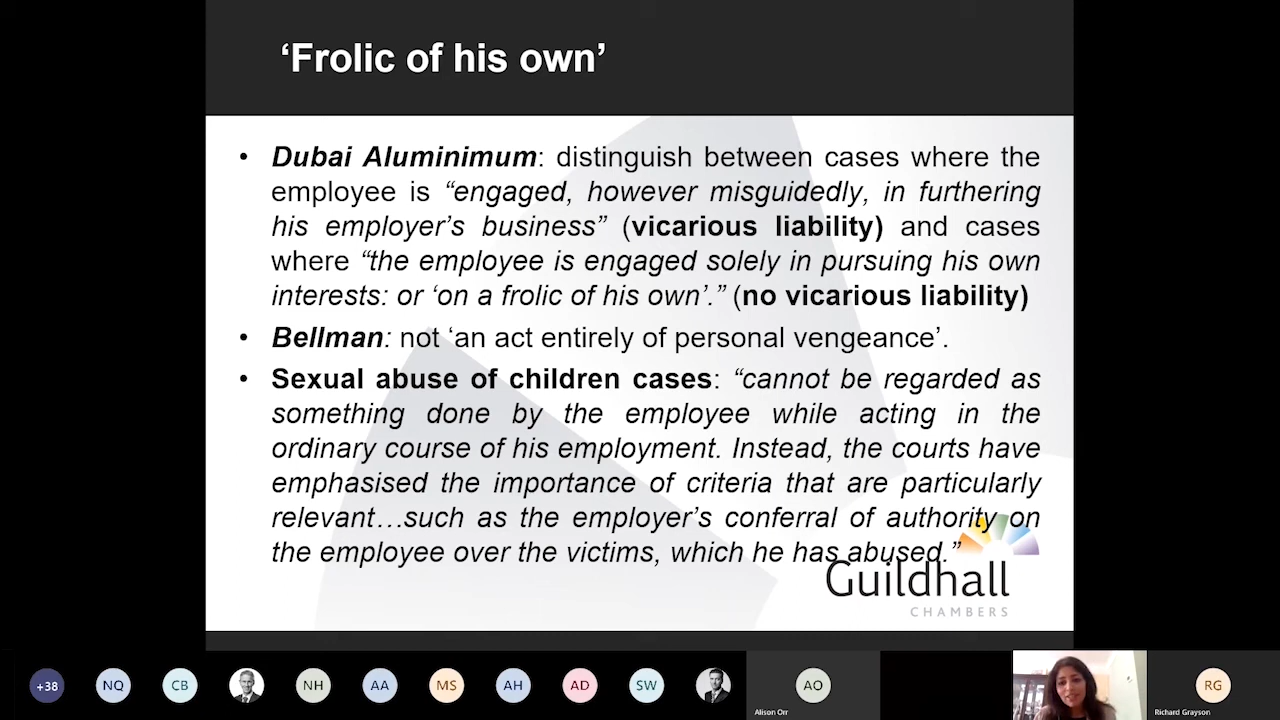 ‘Frolic of his own’
• Dubai Aluminimum: distinguish between cases where the
employee is “engaged, however misguidedly, in furthering
his employer’s business” (vicarious liability) and cases
where “the employee is engaged solely in pursuing his own
interests: or ‘on a frolic of his own’.” (no vicarious liability)
• Bellman: not ‘an act entirely of personal vengeance’.
• Sexual abuse of children cases: “cannot be regarded as
something done by the employee while acting in the
ordinary course of his employment. Instead, the courts have
emphasised the importance of criteria that are particularly
relevant…such as the employer’s conferral of authority on
the employee over the victims, which he has abused.”
Guildhall
CHAMBERS
+38 NQ CB NH AA MS AH AD SW AO RG
Alison Orr Richard Grayson